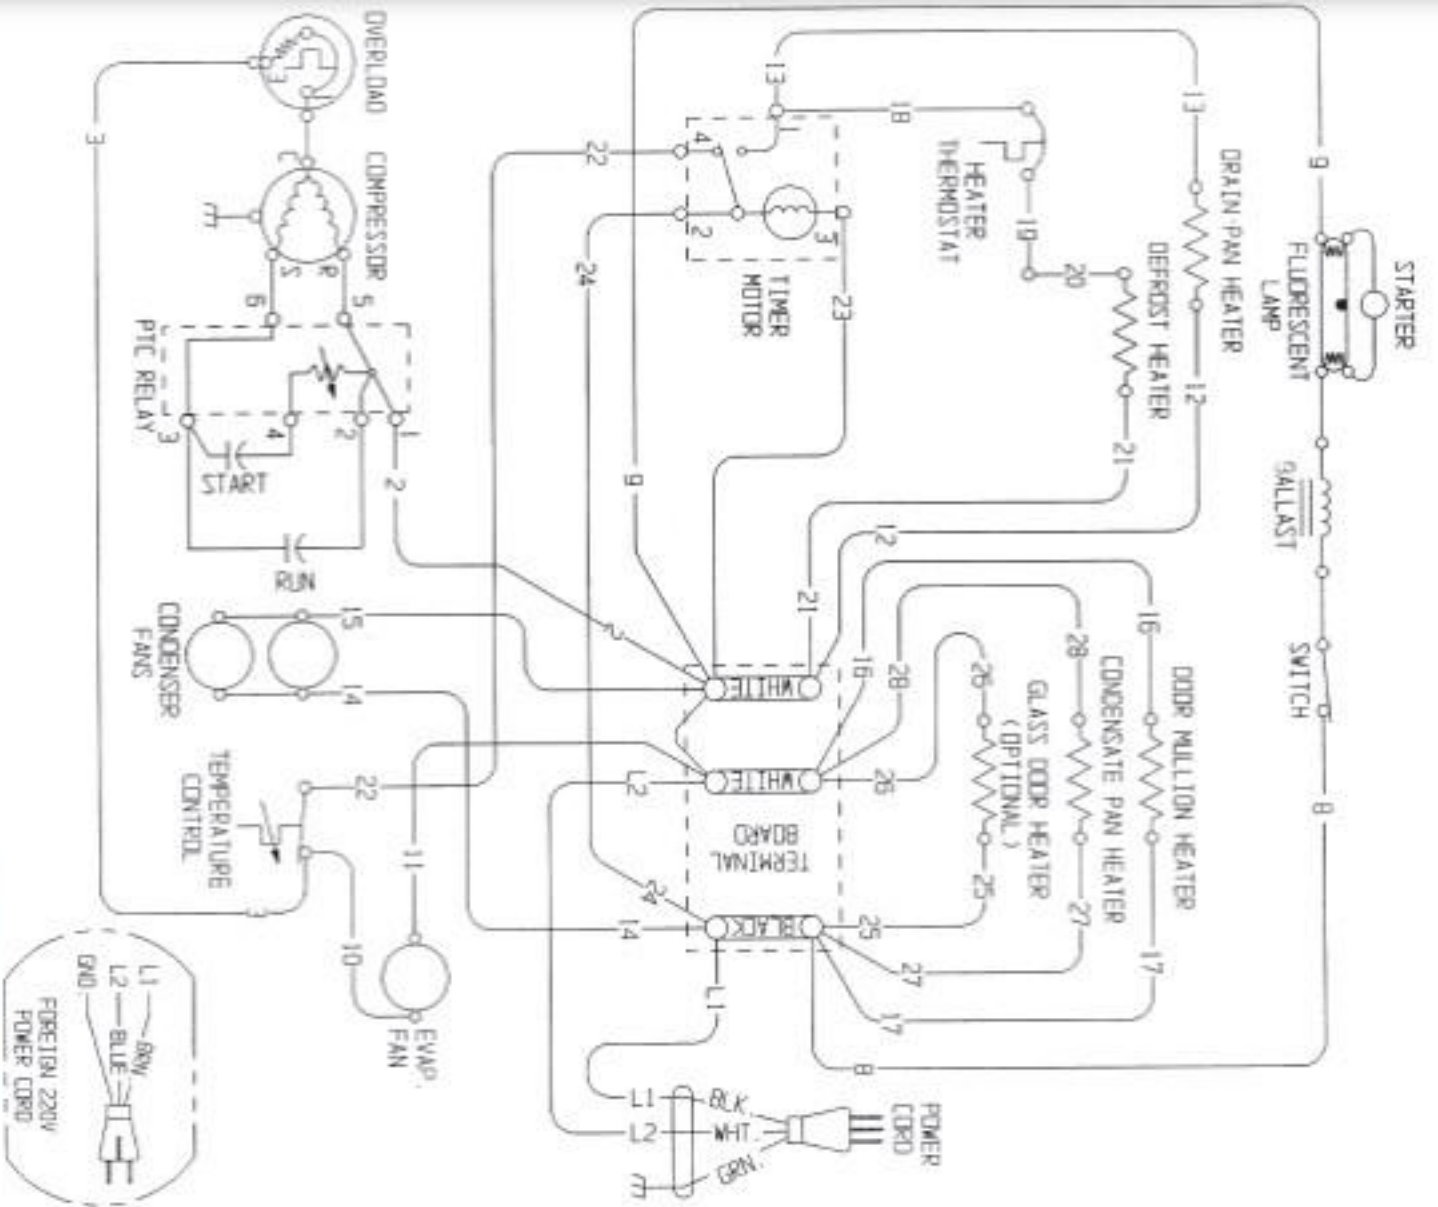 OVERLOAD
3
1
3
C
COMPRESSOR
S
R
6
5
PTC RELAY
3
4
2
1
START
RUN
2
2
CONDENSER
FANS
15
14
14
TEMPERATURE
CONTROL
22
22
3
10
11
EVAP.
FAN
13
13
18
4
1
2
3
TIMER
MOTOR
24
24
23
HEATER
THERMOSTAT
19
20
DEFROST HEATER
21
21
DRAIN PAN HEATER
12
12
9
9
STARTER
FLUORESCENT
LAMP
BALLAST
SWITCH
8
8
16
16
DOOR MULLION HEATER
17
17
28
28
CONDENSATE PAN HEATER
27
27
26
26
GLASS DOOR HEATER
(OPTIONAL)
25
25
WHITE
WHITE
BLACK
TERMINAL
BOARD
L2
L1
L1
BLK.
L2
WHT.
GRN.
POWER
CORD
L1
BRN
L2
BLUE
GND.
FOREIGN 220V
POWER CORD